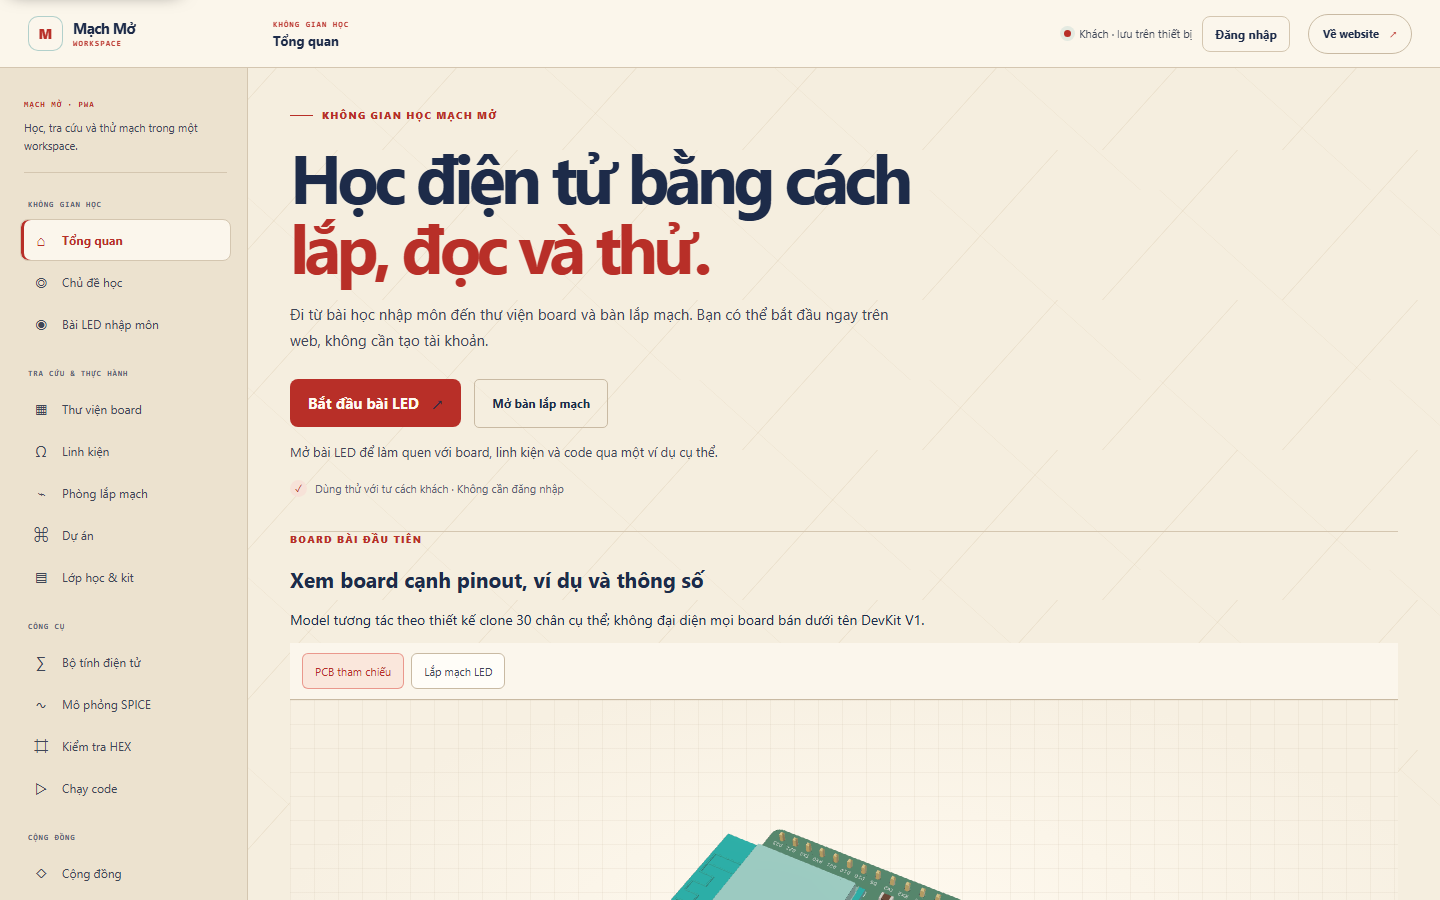 M
Mạch Mở
WORKSPACE
KHÔNG GIAN HỌC
Tổng quan
Khách · lưu trên thiết bị
Đăng nhập
Về website ↗
MẠCH MỞ · PWA
Học, tra cứu và thử mạch trong một
workspace.
KHÔNG GIAN HỌC
Tổng quan
Chủ đề học
Bài LED nhập môn
TRA CỨU & THỰC HÀNH
Thư viện board
Linh kiện
Phòng lắp mạch
Dự án
Lớp học & kit
CÔNG CỤ
Bộ tính điện tử
Mô phỏng SPICE
Kiểm tra HEX
Chạy code
CỘNG ĐỒNG
Cộng đồng
KHÔNG GIAN HỌC MẠCH MỞ
Học điện tử bằng cách
lắp, đọc và thử.
Đi từ bài học nhập môn đến thư viện board và bàn lắp mạch. Bạn có thể bắt đầu ngay trên
web, không cần tạo tài khoản.
Bắt đầu bài LED ↗
Mở bàn lắp mạch
Mở bài LED để làm quen với board, linh kiện và code qua một ví dụ cụ thể.
✓ Dùng thử với tư cách khách · Không cần đăng nhập
BOARD BÀI ĐẦU TIÊN
Xem board cạnh pinout, ví dụ và thông số
Model tương tác theo thiết kế clone 30 chân cụ thể; không đại diện mọi board bán dưới tên DevKit V1.
PCB tham chiếu
Lắp mạch LED